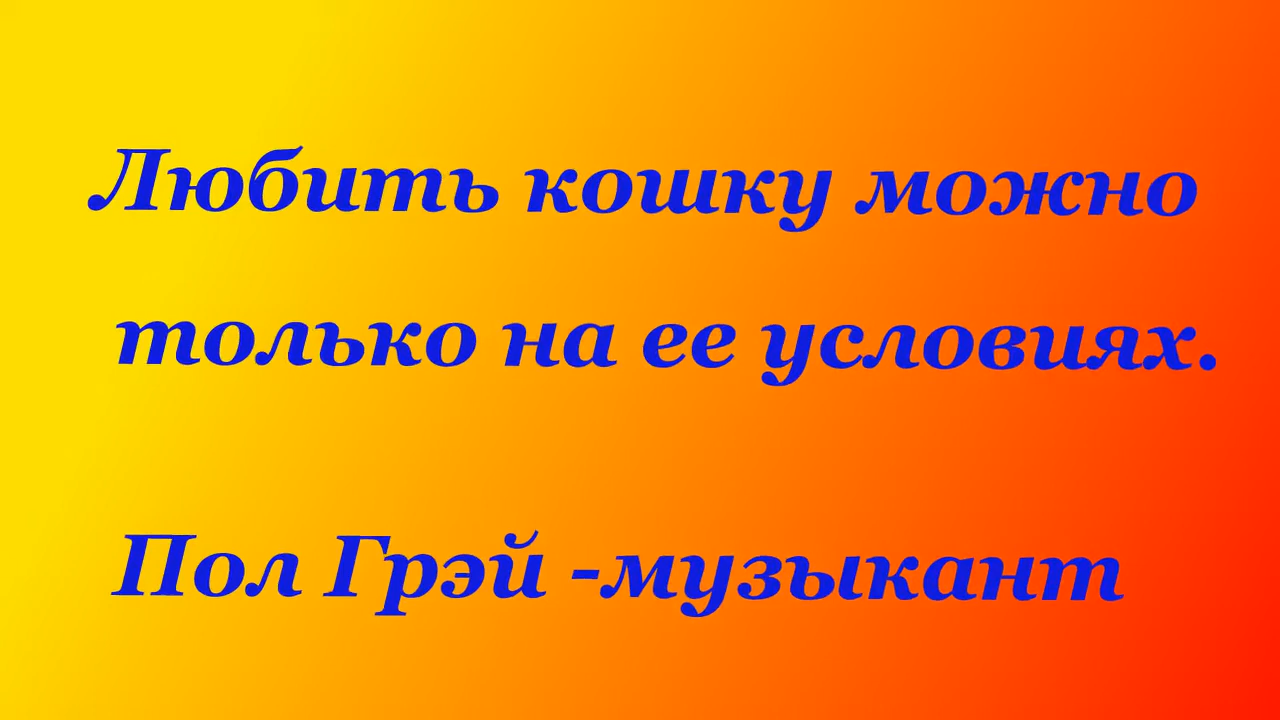 Любить кошку можно
только на ее условиях.
Пол Грэй -музыкант